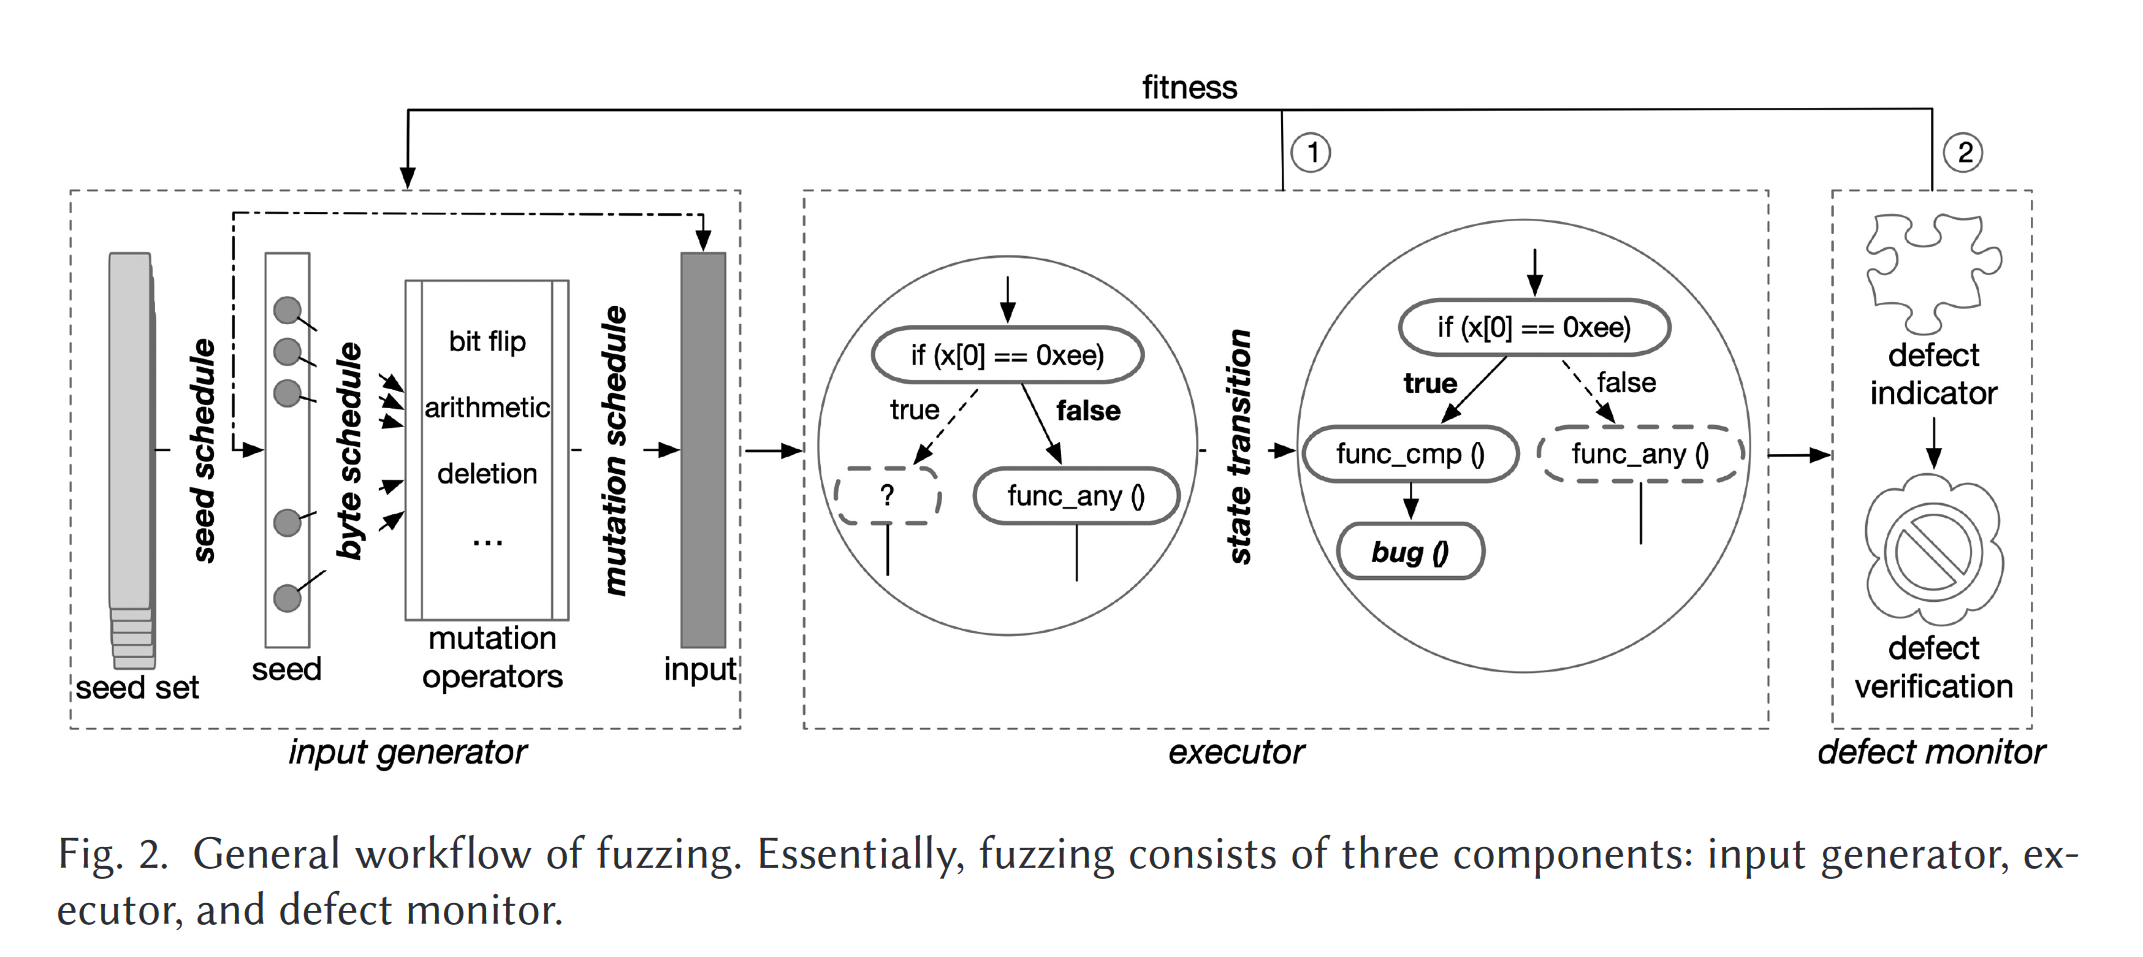 fitness
1
2
seed schedule
byte schedule
bit flip
arithmetic
deletion
...
mutation schedule
mutation
operators
seed set
seed
input
input generator
if (x[0] == 0xee)
true
false
?
func_any ()
state transition
if (x[0] == 0xee)
true
false
func_cmp ()
func_any ()
bug ()
executor
defect
indicator
defect
verification
defect monitor
Fig. 2. General workflow of fuzzing. Essentially, fuzzing consists of three components: input generator, ex-
ecutor, and defect monitor.